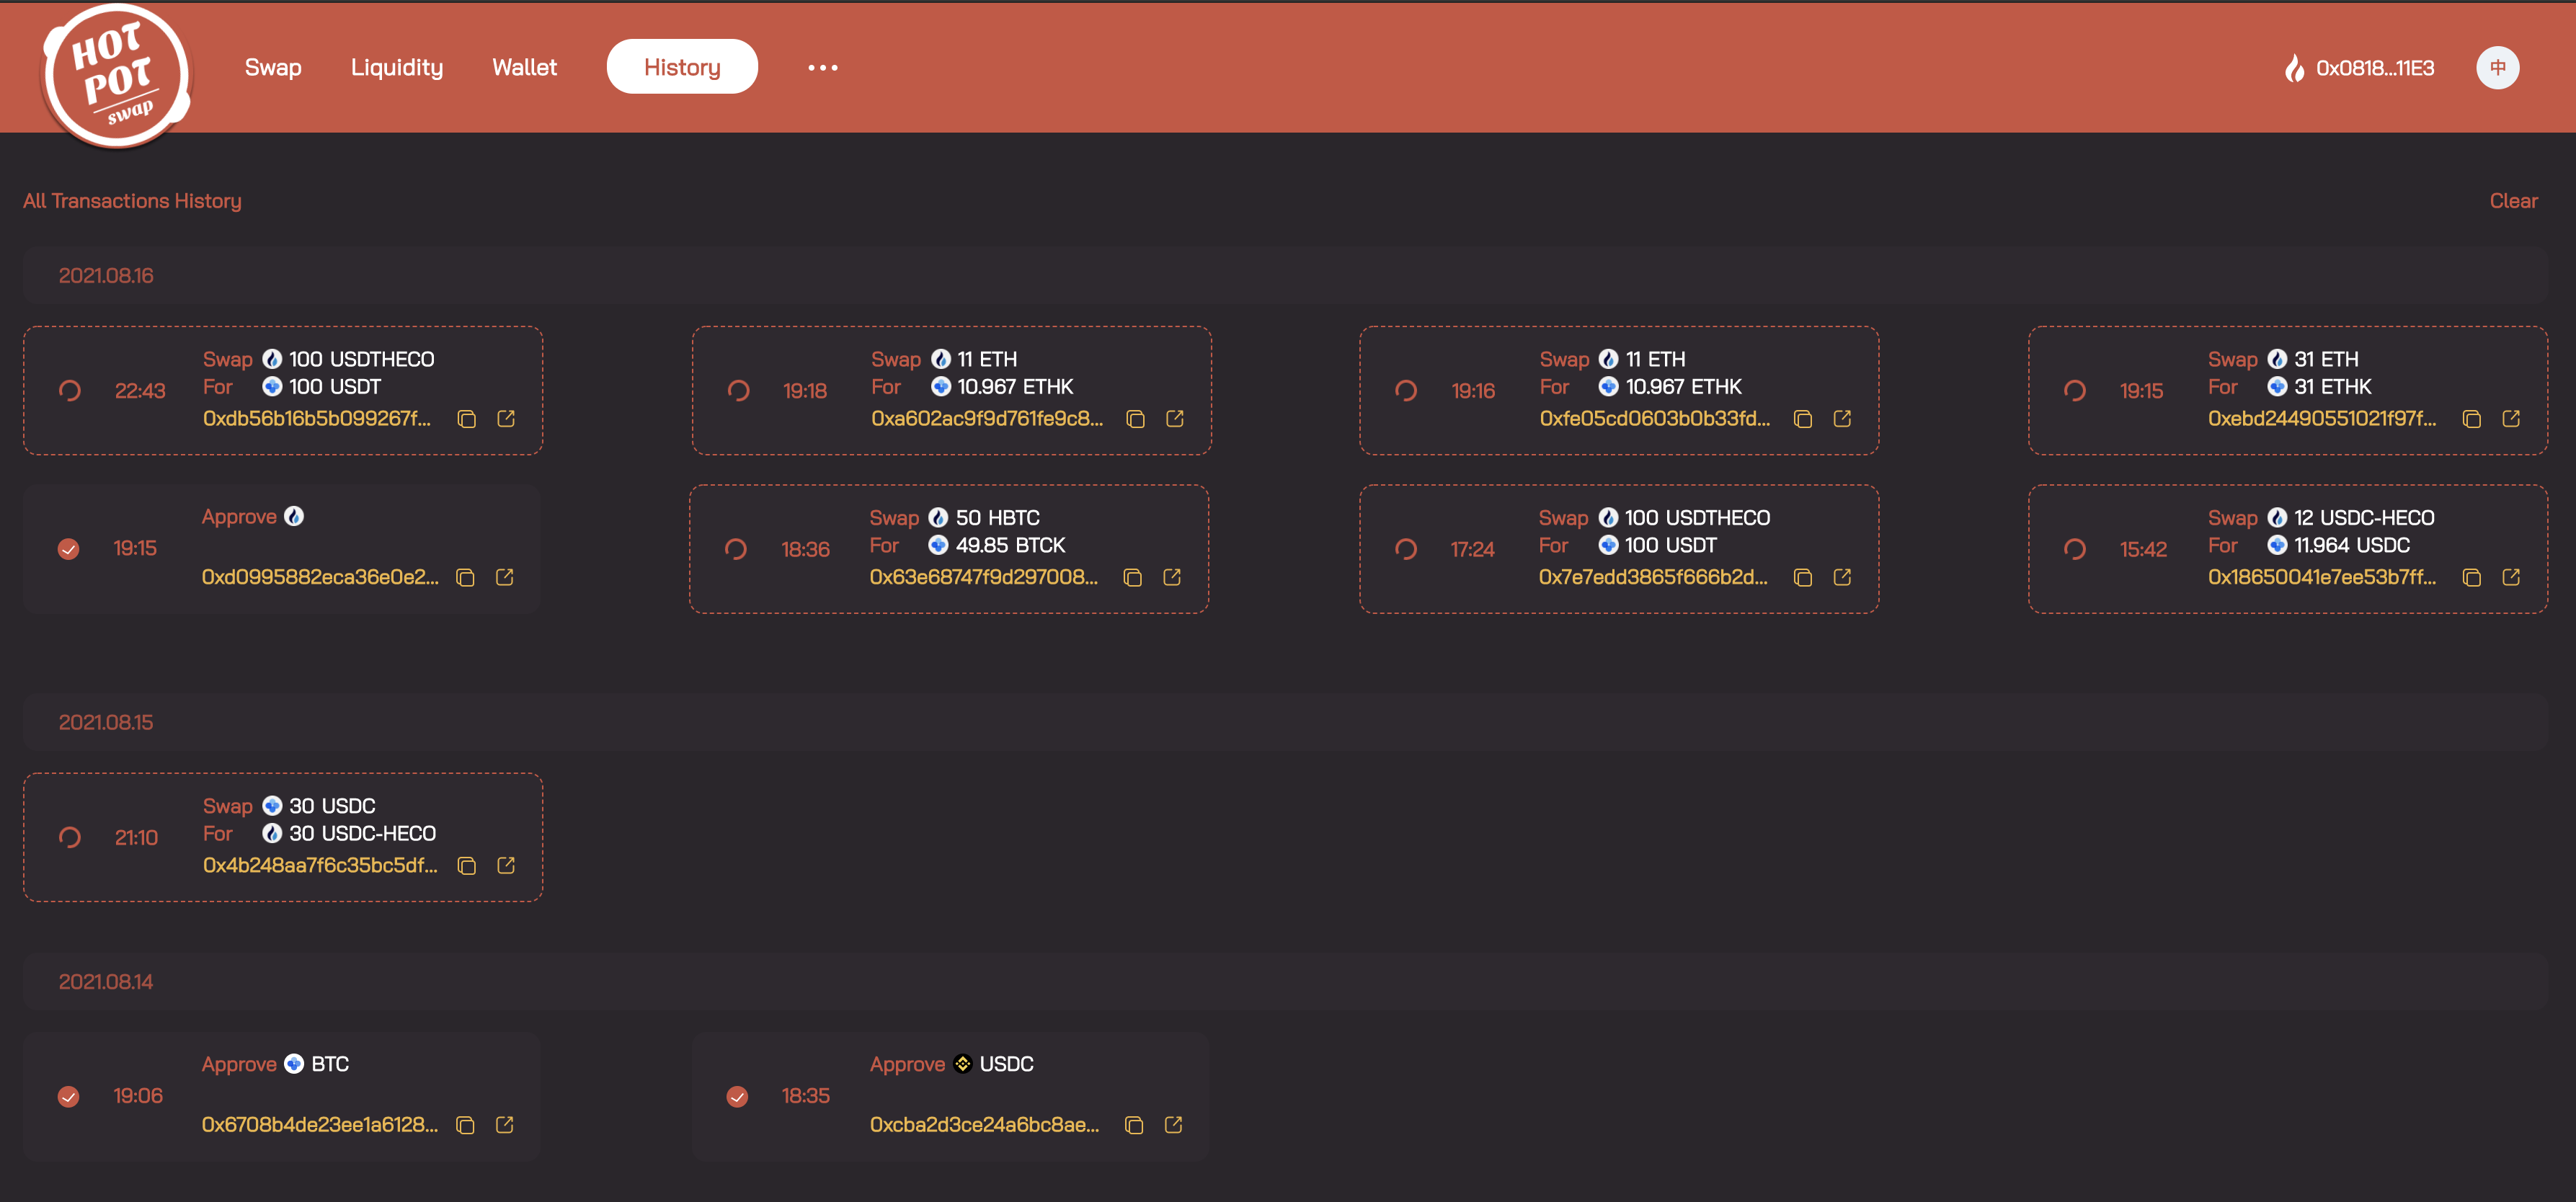 HOT
POT
swap
Swap Liquidity Wallet History ... 0x0818...11E3 中
All Transactions History Clear
2021.08.16
22:43
Swap 100 USDTHECO
For 100 USDT
0xdb56b16b5b099267f...
19:18
Swap 11 ETH
For 10.967 ETHK
0xa602ac9f9d761fe9c8...
19:16
Swap 11 ETH
For 10.967 ETHK
0xfe05cd0603b0b33fd...
19:15
Swap 31 ETH
For 31 ETHK
0xebd24490551021f97f...
19:15
Approve
0xd0995882eca36e0e2...
18:36
Swap 50 HBTC
For 49.85 BTCK
0x63e68747f9d297008...
17:24
Swap 100 USDTHECO
For 100 USDT
0x7e7edd3865f666b2d...
15:42
Swap 12 USDC-HECO
For 11.964 USDC
0x18650041e7ee53b7ff...
2021.08.15
21:10
Swap 30 USDC
For 30 USDC-HECO
0x4b248aa7f6c35bc5df...
2021.08.14
19:06
Approve BTC
0x6708b4de23ee1a6128...
18:35
Approve USDC
0xcba2d3ce24a6bc8ae...